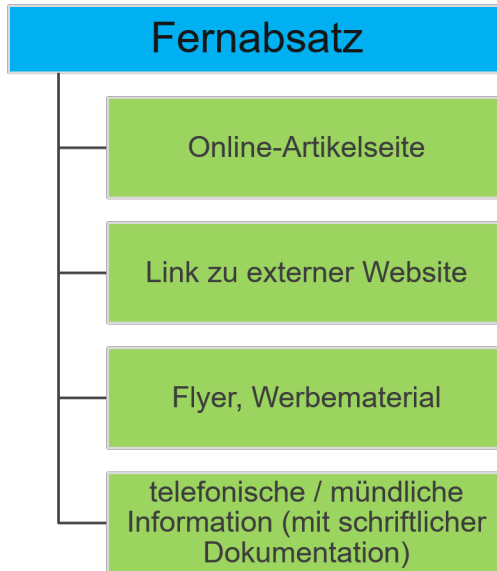 Fernabsatz
Online-Artikelseite
Link zu externer Website
Flyer, Werbematerial
telefonische / mündliche
Information (mit schriftlicher
Dokumentation)